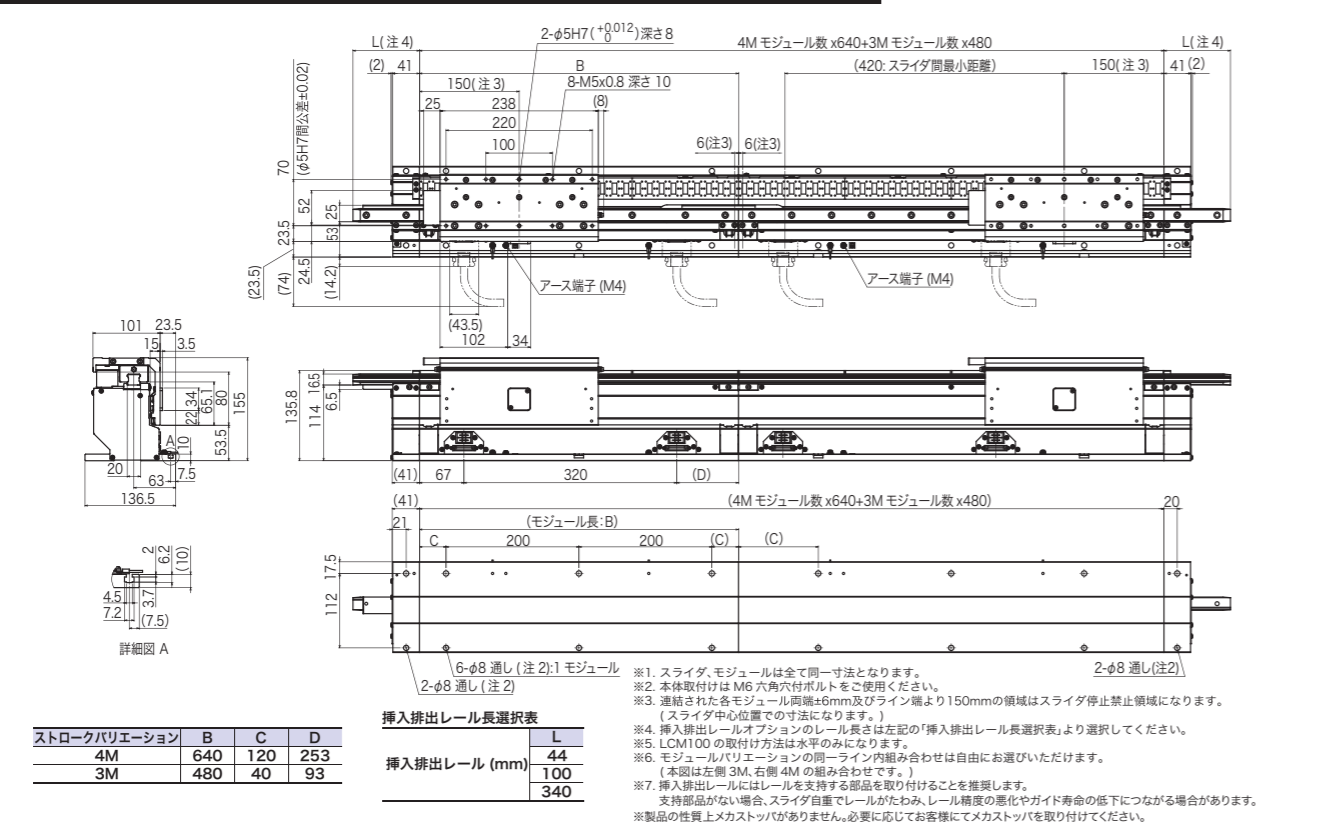 2-φ5H7 ( +0.012 0 ) 深さ8
L( 注 4)
4M モジュール数 x640+3M モジュール数 x480
L( 注 4)
(2) 41
B
(420: スライダ間最小距離)
150( 注 3)
41 (2)
150( 注 3)
8-M5x0.8 深さ 10
25 238 (8)
220
100
6(注3) 6(注3)
70
(φ5H7間公差±0.02)
52
25
23.5
53
24.5
(14.2)
(23.5)
(74)
アース端子 (M4)
アース端子 (M4)
(43.5)
102 34
101 23.5
15 3.5
34
22
65.1
80
155
A
10
53.5
20
63
7.5
136.5
135.8
114
16.5
6.5
(41) 67 320 (D)
(41)
(4M モジュール数 x640+3M モジュール数 x480)
20
21
(モジュール長:B)
C 200 200 (C) (C)
17.5
112
2
6.2
(10)
4.5
7.2
3.7
(7.5)
詳細図 A
6-φ8 通し ( 注 2):1 モジュール
2-φ8 通し ( 注 2)
2-φ8 通し(注2)
※1. スライダ、モジュールは全て同一寸法となります。
※2. 本体取付けは M6 六角穴付ボルトをご使用ください。
※3. 連結された各モジュール両端±6mm及びライン端より150mmの領域はスライダ停止禁止領域になります。
( スライダ中心位置での寸法になります。)
※4. 挿入排出レールオプションのレール長さは左記の「挿入排出レール長選択表」より選択してください。
※5. LCM100 の取付け方法は水平のみになります。
※6. モジュールバリエーションの同一ライン内組み合わせは自由にお選びいただけます。
( 本図は左側 3M、右側 4M の組み合わせです。)
※7. 挿入排出レールにはレールを支持する部品を取り付けることを推奨します。
支持部品がない場合、スライダ自重でレールがたわみ、レール精度の悪化やガイド寿命の低下につながる場合があります。
※製品の性質上メカストッパがありません。必要に応じてお客様にてメカストッパを取り付けてください。
ストロークバリエーション B C D
4M 640 120 253
3M 480 40 93
挿入排出レール長選択表
L
挿入排出レール (mm)
44
100
340